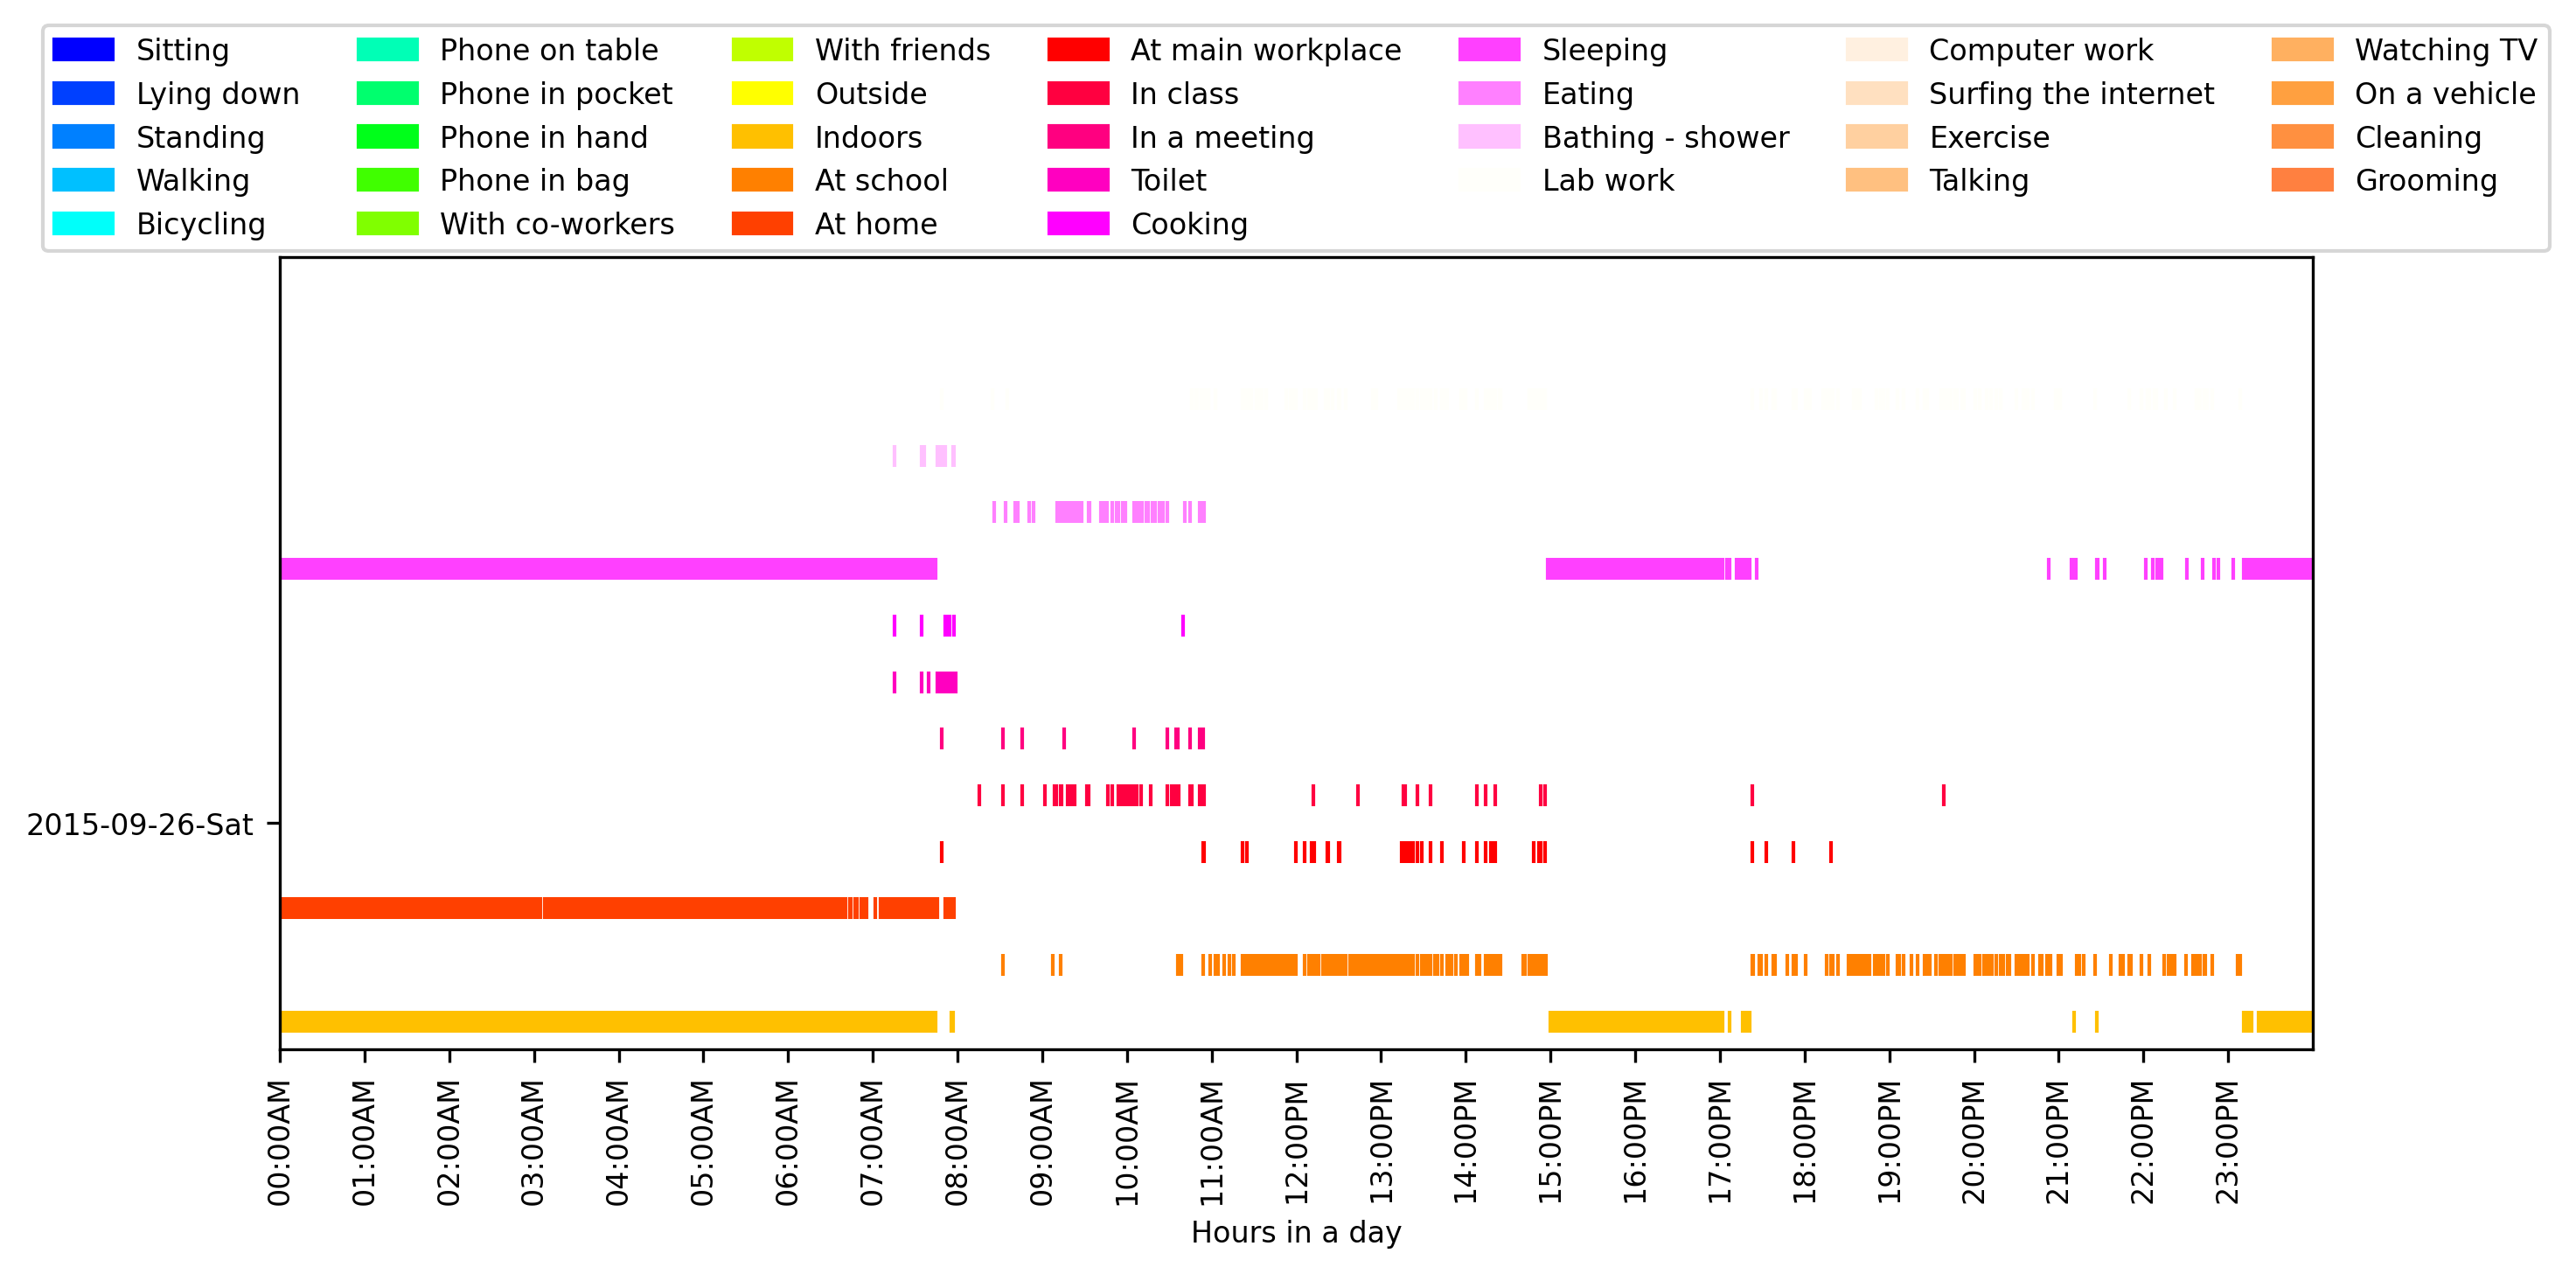 Sitting
Lying down
Standing
Walking
Bicycling
Phone on table
Phone in pocket
Phone in hand
Phone in bag
With co-workers
With friends
Outside
Indoors
At school
At home
At main workplace
In class
In a meeting
Toilet
Cooking
Sleeping
Eating
Bathing - shower
Lab work
Computer work
Surfing the internet
Exercise
Talking
Watching TV
On a vehicle
Cleaning
Grooming
2015-09-26-Sat
00:00AM
01:00AM
02:00AM
03:00AM
04:00AM
05:00AM
06:00AM
07:00AM
08:00AM
09:00AM
10:00AM
11:00AM
12:00PM
13:00PM
14:00PM
15:00PM
16:00PM
17:00PM
18:00PM
19:00PM
20:00PM
21:00PM
22:00PM
23:00PM
Hours in a day